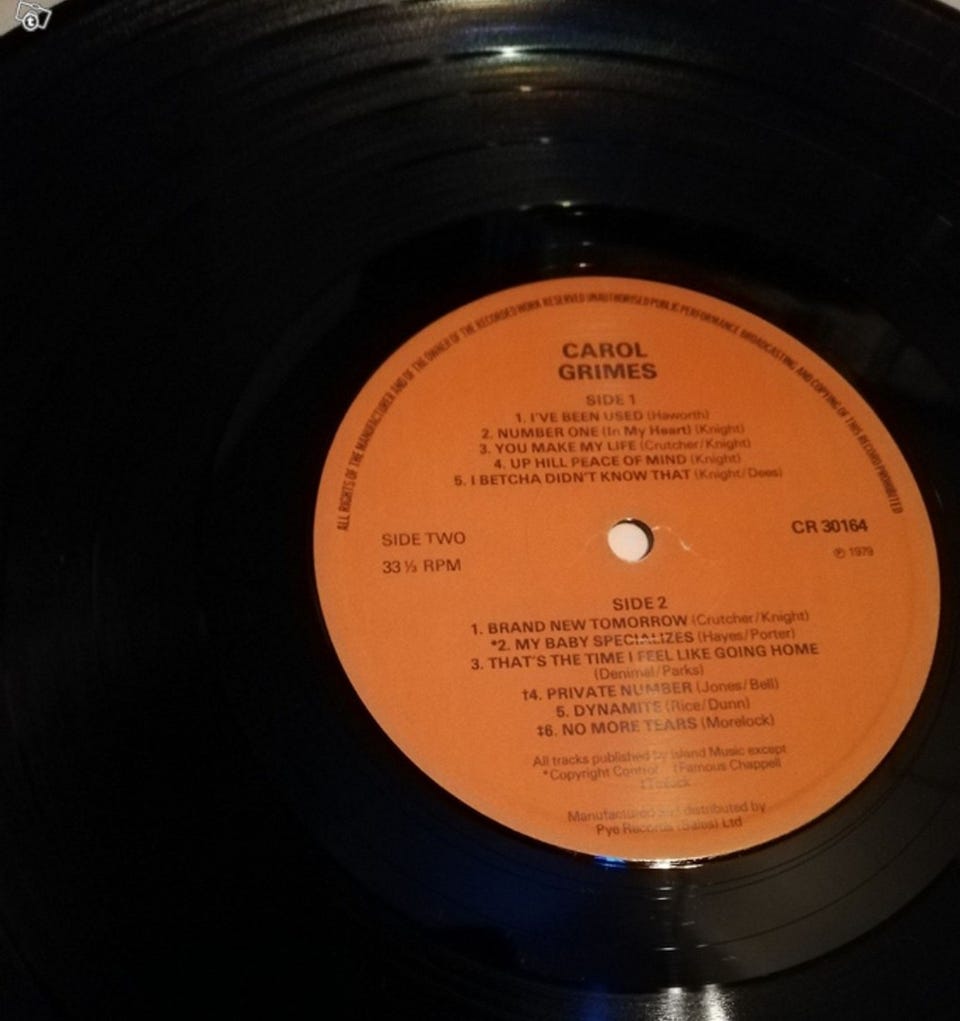 ALL RIGHTS OF THE MANUFACTURER AND OF THE OWNER OF THE RECORDED WORK RESERVED UNAUTHORISED PUBLIC PERFORMANCE BROADCASTING AND COPYING OF THIS RECORD PROHIBITED
CAROL
GRIMES
SIDE 1
1. I'VE BEEN USED (Haworth)
2. NUMBER ONE (In My Heart) (Knight)
3. YOU MAKE MY LIFE (Crutcher/Knight)
4. UP HILL PEACE OF MIND (Knight)
5. I BETCHA DIDN'T KNOW THAT (Knight/Dees)
SIDE TWO
33 ⅓ RPM
CR 30164
℗ 1979
SIDE 2
1. BRAND NEW TOMORROW (Crutcher/Knight)
*2. MY BABY SPECIALIZES (Hayes/Porter)
3. THAT'S THE TIME I FEEL LIKE GOING HOME
(Denimal/Parks)
†4. PRIVATE NUMBER (Jones/Bell)
5. DYNAMITE (Rice/Dunn)
‡6. NO MORE TEARS (Morelock)
All tracks published by Island Music except
*Copyright Control †Famous Chappell
Manufactured and distributed by
Pye Records (Sales) Ltd